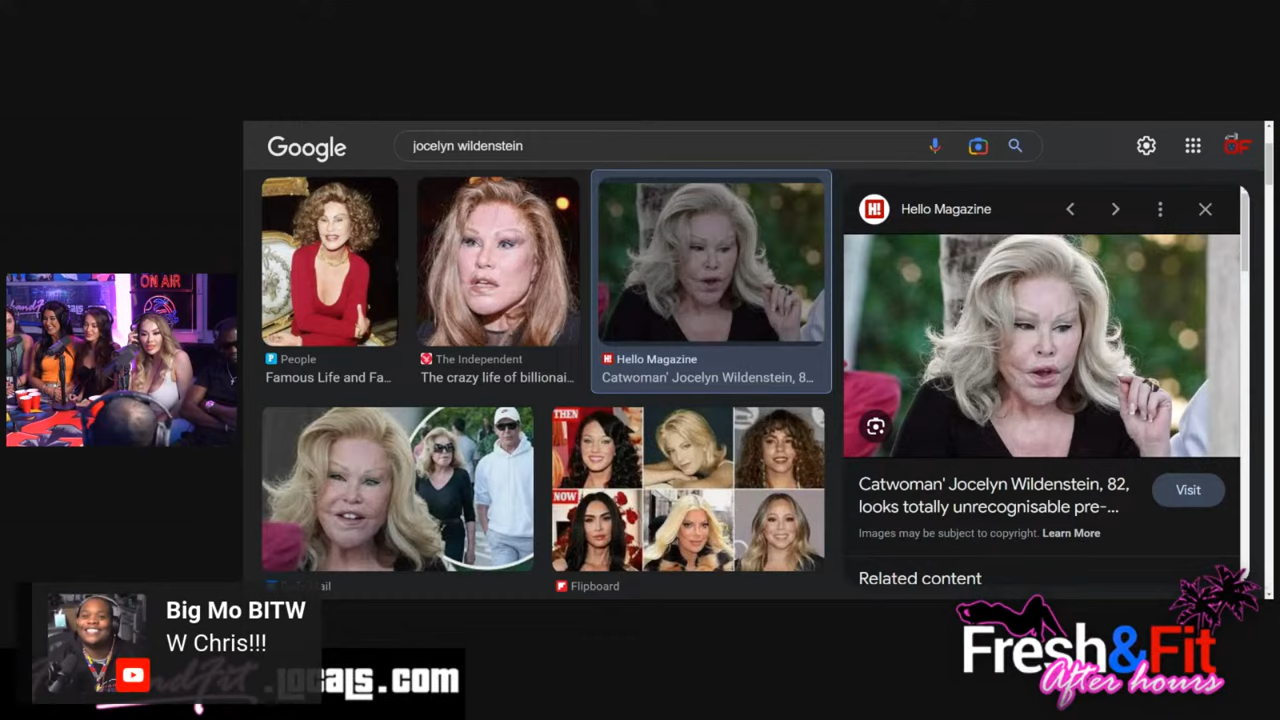 Google
jocelyn wildenstein
ON AIR
People
Famous Life and Fa...
The Independent
The crazy life of billionai...
Hello Magazine
Catwoman' Jocelyn Wildenstein, 8...
H!
Hello Magazine
Catwoman' Jocelyn Wildenstein, 82,
looks totally unrecognisable pre-...
Visit
Images may be subject to copyright. Learn More
Related content
THEN
NOW
Flipboard
Big Mo BITW
W Chris!!!
.LOCALS.COM
Fresh&Fit
After hours